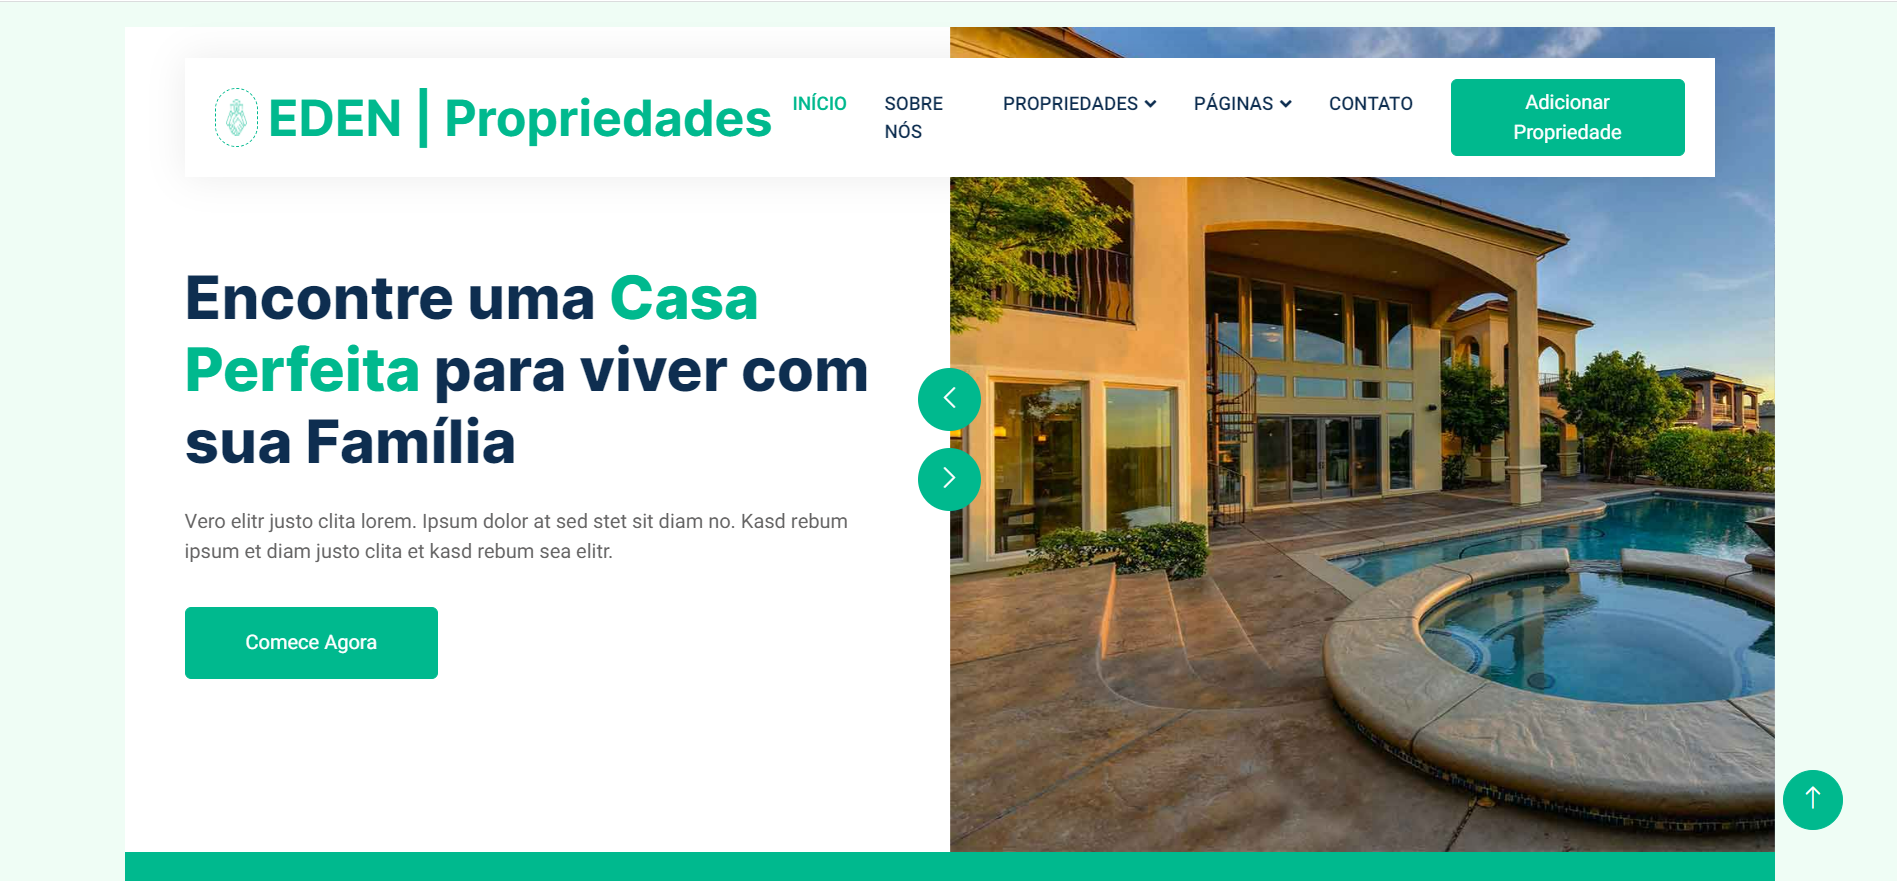 EDEN | Propriedades
INÍCIO
SOBRE
NÓS
PROPRIEDADES
PÁGINAS
CONTATO
Adicionar
Propriedade
Encontre uma Casa
Perfeita para viver com
sua Família
Vero elitr justo clita lorem. Ipsum dolor at sed stet sit diam no. Kasd rebum
ipsum et diam justo clita et kasd rebum sea elitr.
Comece Agora